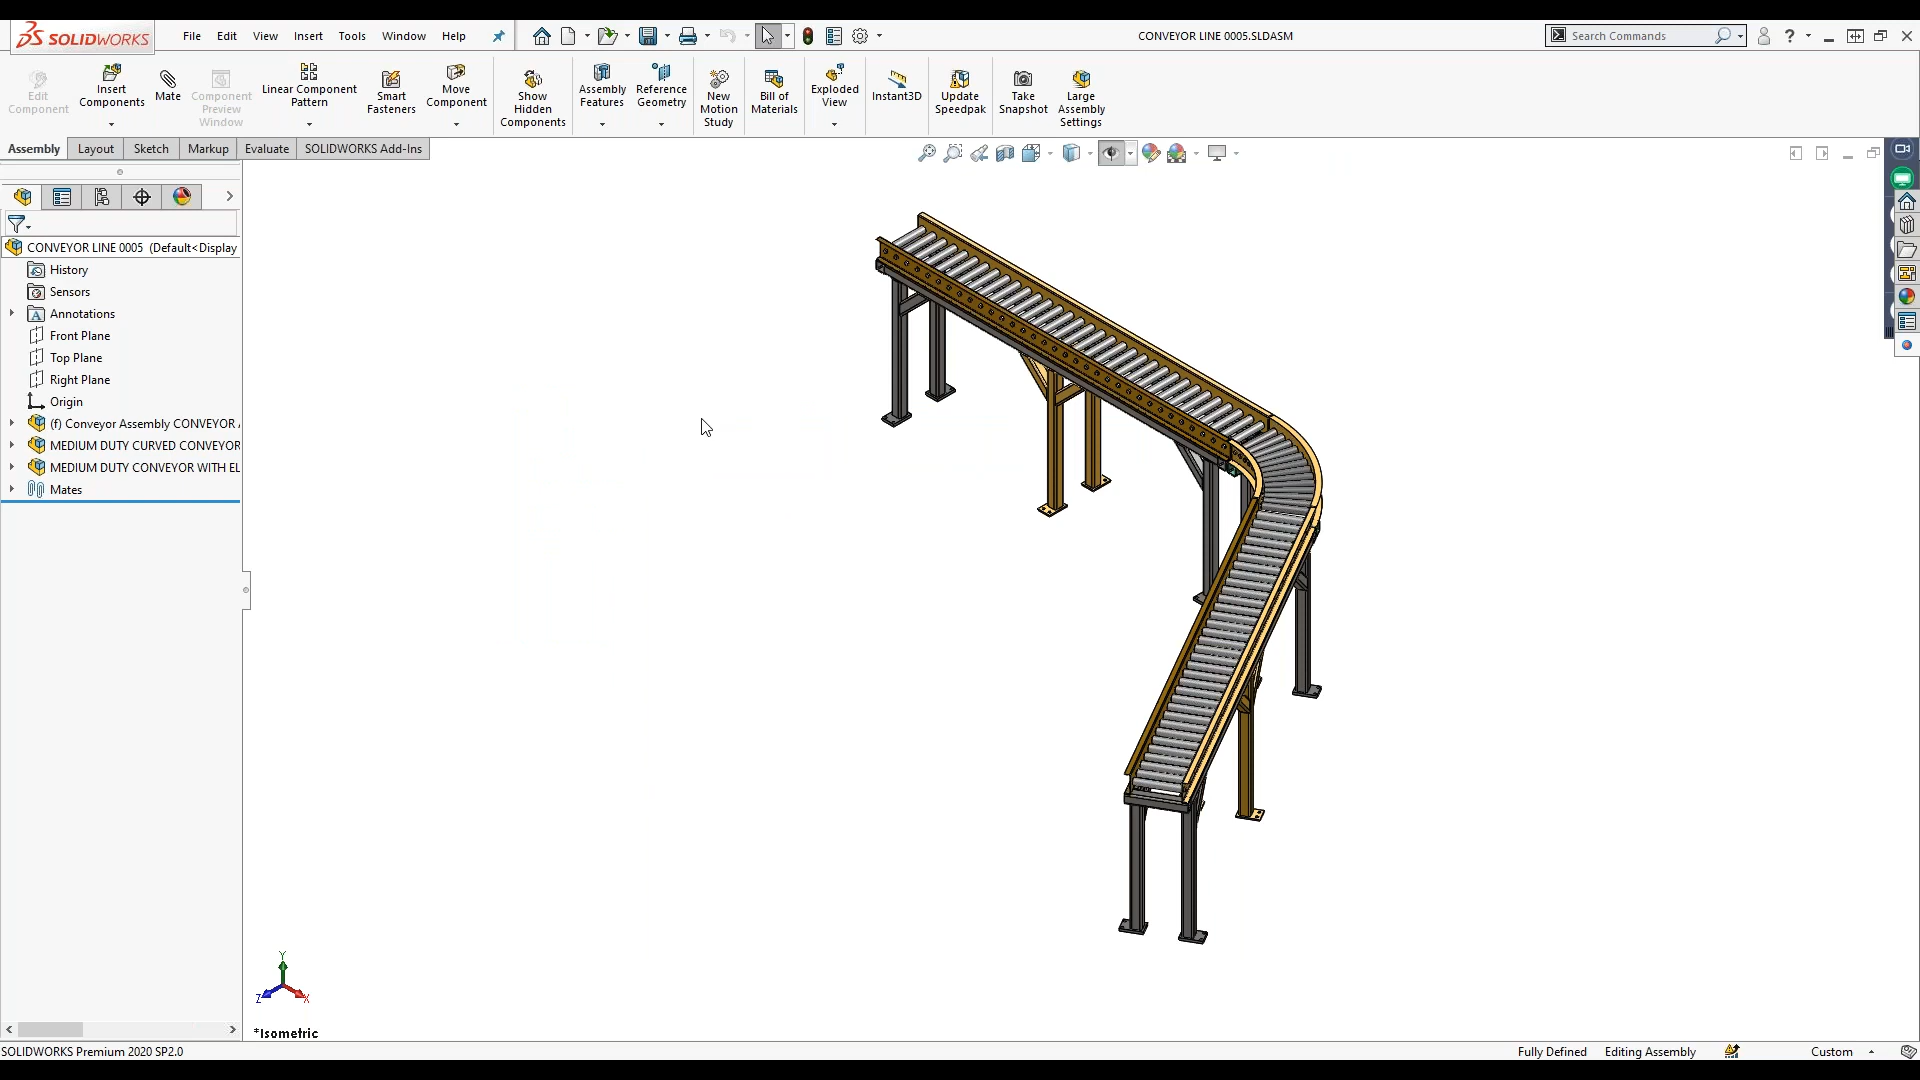 SOLIDWORKS
File Edit View Insert Tools Window Help
CONVEYOR LINE 0005.SLDASM
Search Commands
?
Edit Component
Insert Components
Mate
Component Preview Window
Linear Component Pattern
Smart Fasteners
Move Component
Show Hidden Components
Assembly Features
Reference Geometry
New Motion Study
Bill of Materials
Exploded View
Instant3D
Update Speedpak
Take Snapshot
Large Assembly Settings
Assembly Layout Sketch Markup Evaluate SOLIDWORKS Add-Ins
CONVEYOR LINE 0005 (Default<Display
History
Sensors
Annotations
Front Plane
Top Plane
Right Plane
Origin
(f) Conveyor Assembly CONVEYOR
MEDIUM DUTY CURVED CONVEYOR
MEDIUM DUTY CONVEYOR WITH EL
Mates
Y
Z X
*Isometric
SOLIDWORKS Premium 2020 SP2.0
Fully Defined Editing Assembly Custom